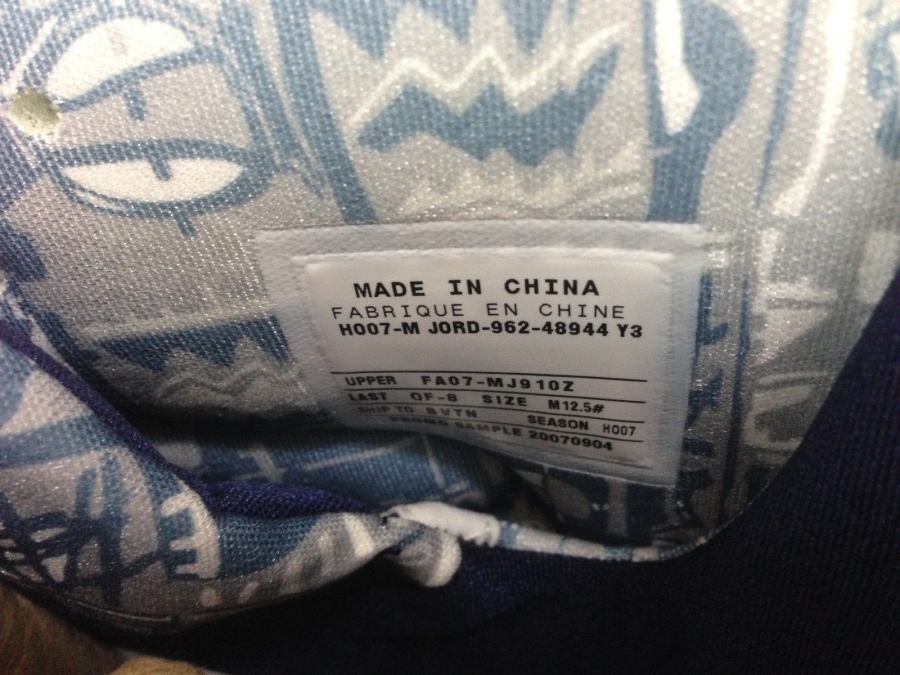 MADE IN CHINA
FABRIQUE EN CHINE
H007-M JORD-962-48944 Y3
UPPER FA07-MJ910Z
LAST QF-8 SIZE M12.5#
SHIP TO BVTN SEASON H007
PROMO SAMPLE 20070904